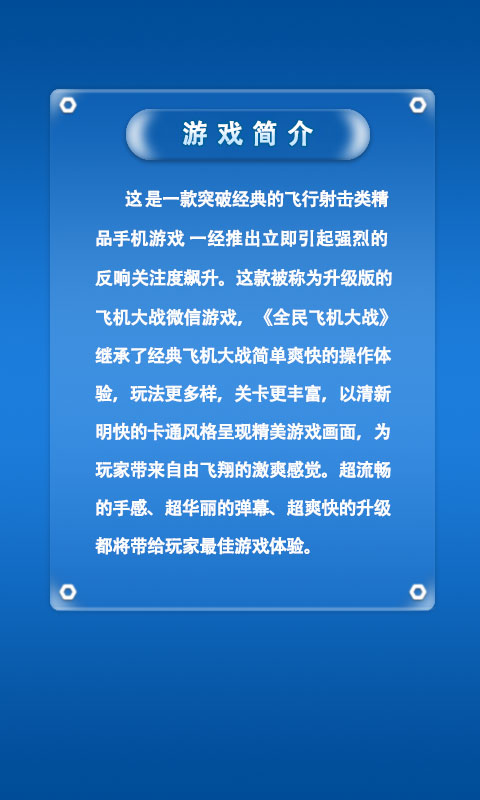 游戏简介
这是一款突破经典的飞行射击类精
品手机游戏 一经推出立即引起强烈的
反响关注度飙升。这款被称为升级版的
飞机大战微信游戏，《全民飞机大战》
继承了经典飞机大战简单爽快的操作体
验，玩法更多样，关卡更丰富，以清新
明快的卡通风格呈现精美游戏画面，为
玩家带来自由飞翔的激爽感觉。超流畅
的手感、超华丽的弹幕、超爽快的升级
都将带给玩家最佳游戏体验。